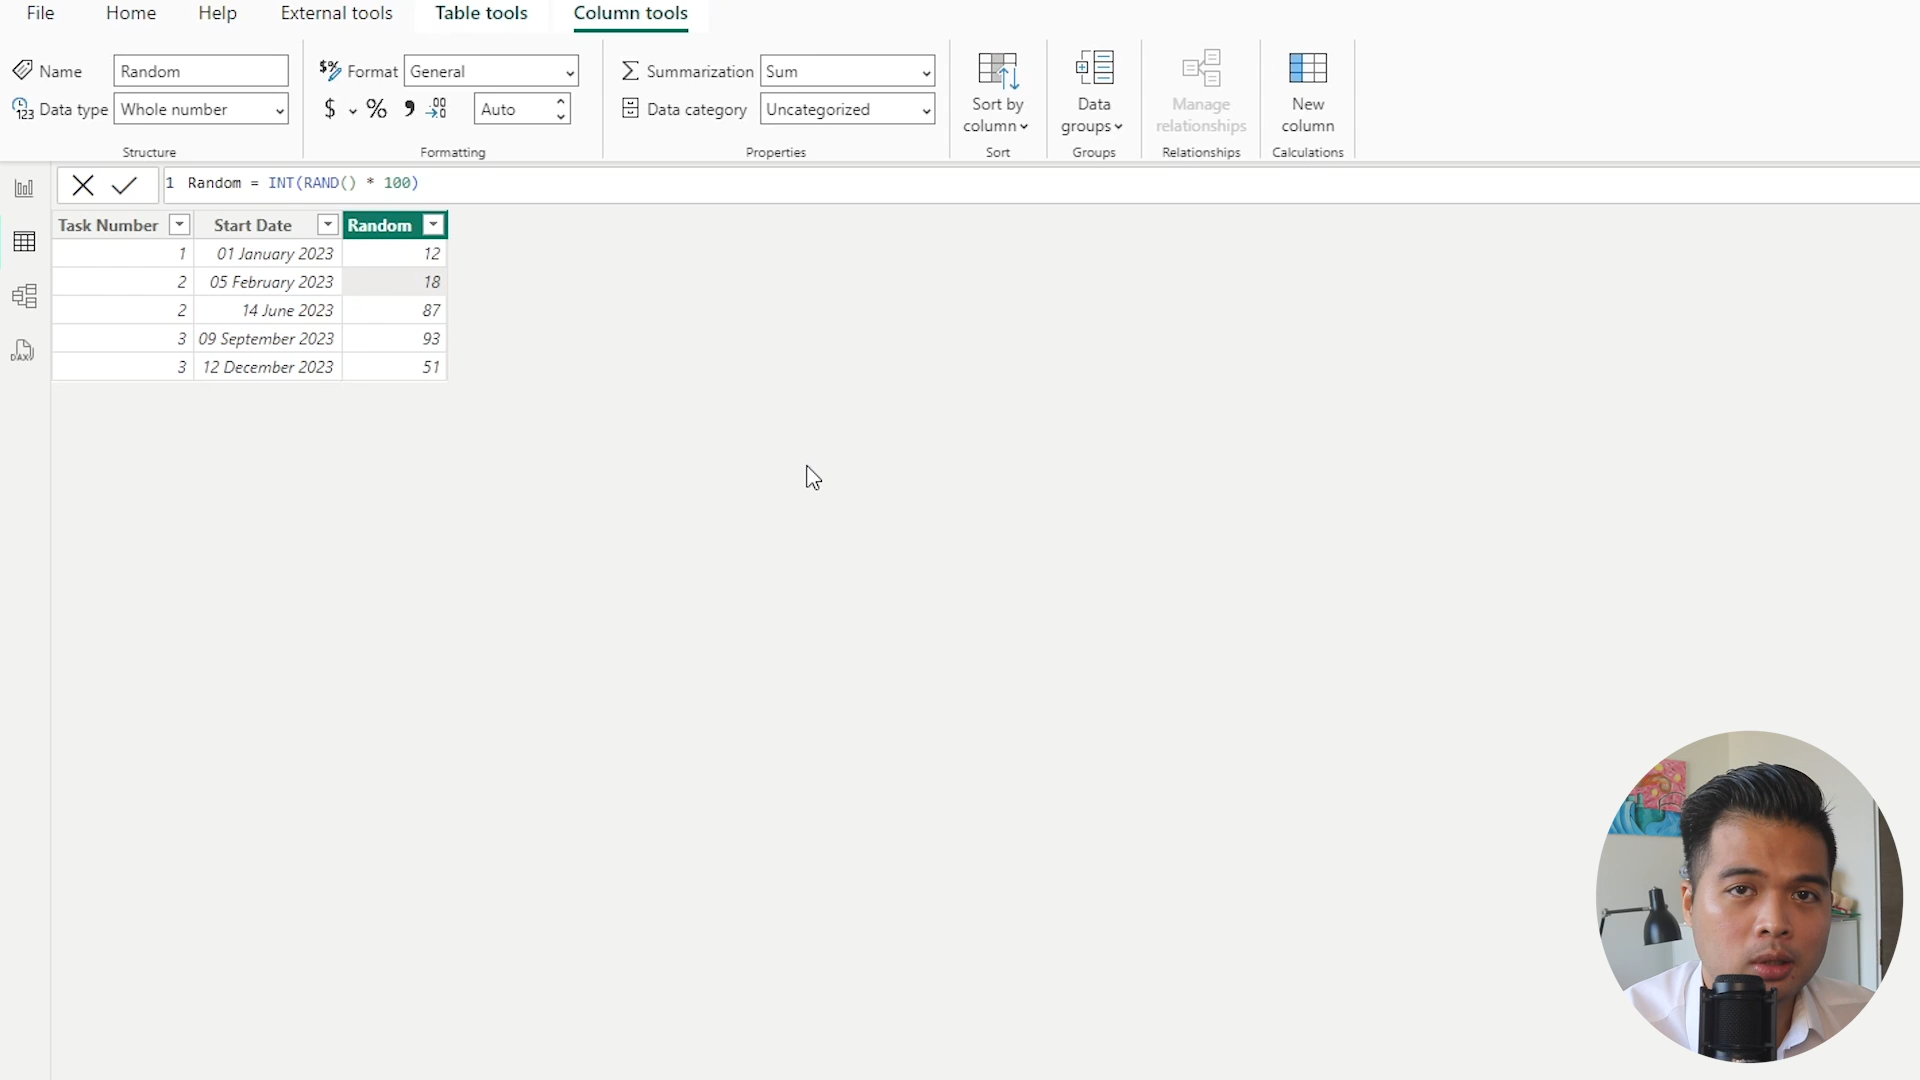 File Home Help External tools Table tools Column tools
Name Random $% Format General Σ Summarization Sum
123 Data type Whole number $ % , .00 Auto Data category Uncategorized
Sort by column
Data groups
Manage relationships
New column
Structure Formatting Properties Sort Groups Relationships Calculations
1 Random = INT(RAND() * 100)
Task Number Start Date Random
1 01 January 2023 12
2 05 February 2023 18
2 14 June 2023 87
3 09 September 2023 93
3 12 December 2023 51
DAX